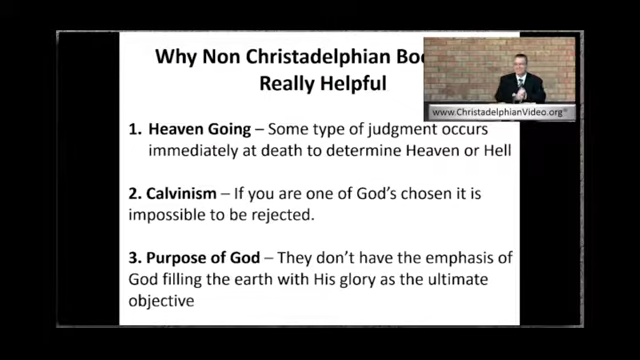 Why Non Christadelphian
Really Helpful
www.ChristadelphianVideo.org
1. Heaven Going – Some type of judgment occurs
immediately at death to determine Heaven or Hell
2. Calvinism – If you are one of God's chosen it is
impossible to be rejected.
3. Purpose of God – They don't have the emphasis of
God filling the earth with His glory as the ultimate
objective